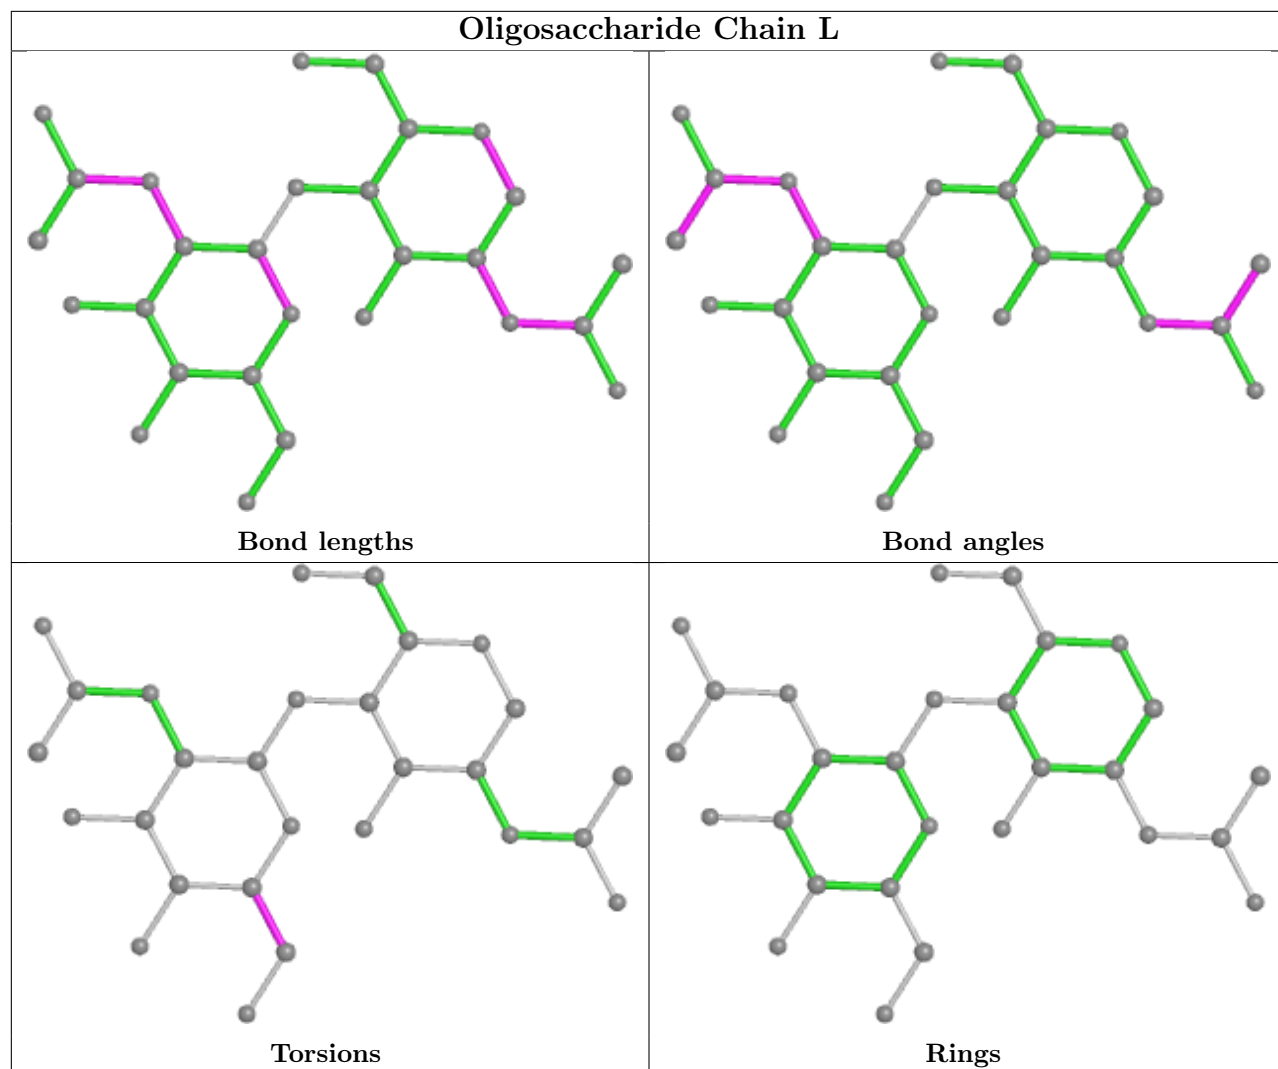 Oligosaccharide Chain L
Bond lengths
Bond angles
Torsions
Rings